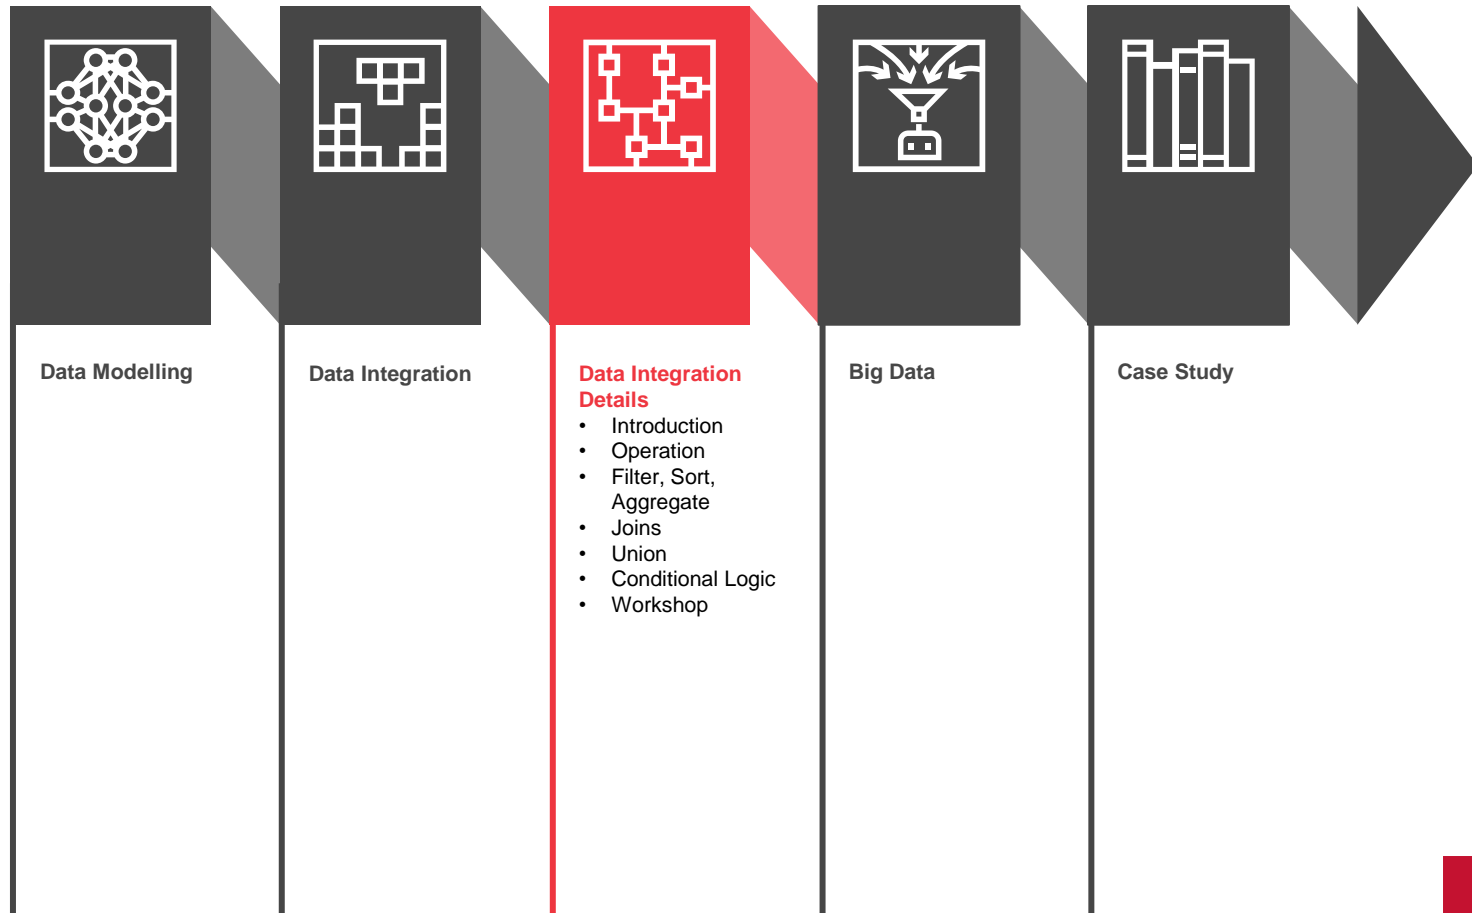 Data Modelling
Data Integration
Data Integration
Details
• Introduction
• Operation
• Filter, Sort,
Aggregate
• Joins
• Union
• Conditional Logic
• Workshop
Big Data
Case Study